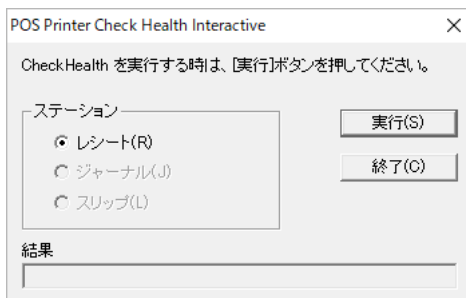 POS Printer Check Health Interactive
CheckHealth を実行する時は、[実行]ボタンを押してください。
ステーション
レシート(R)
ジャーナル(J)
スリップ(L)
実行(S)
終了(C)
結果